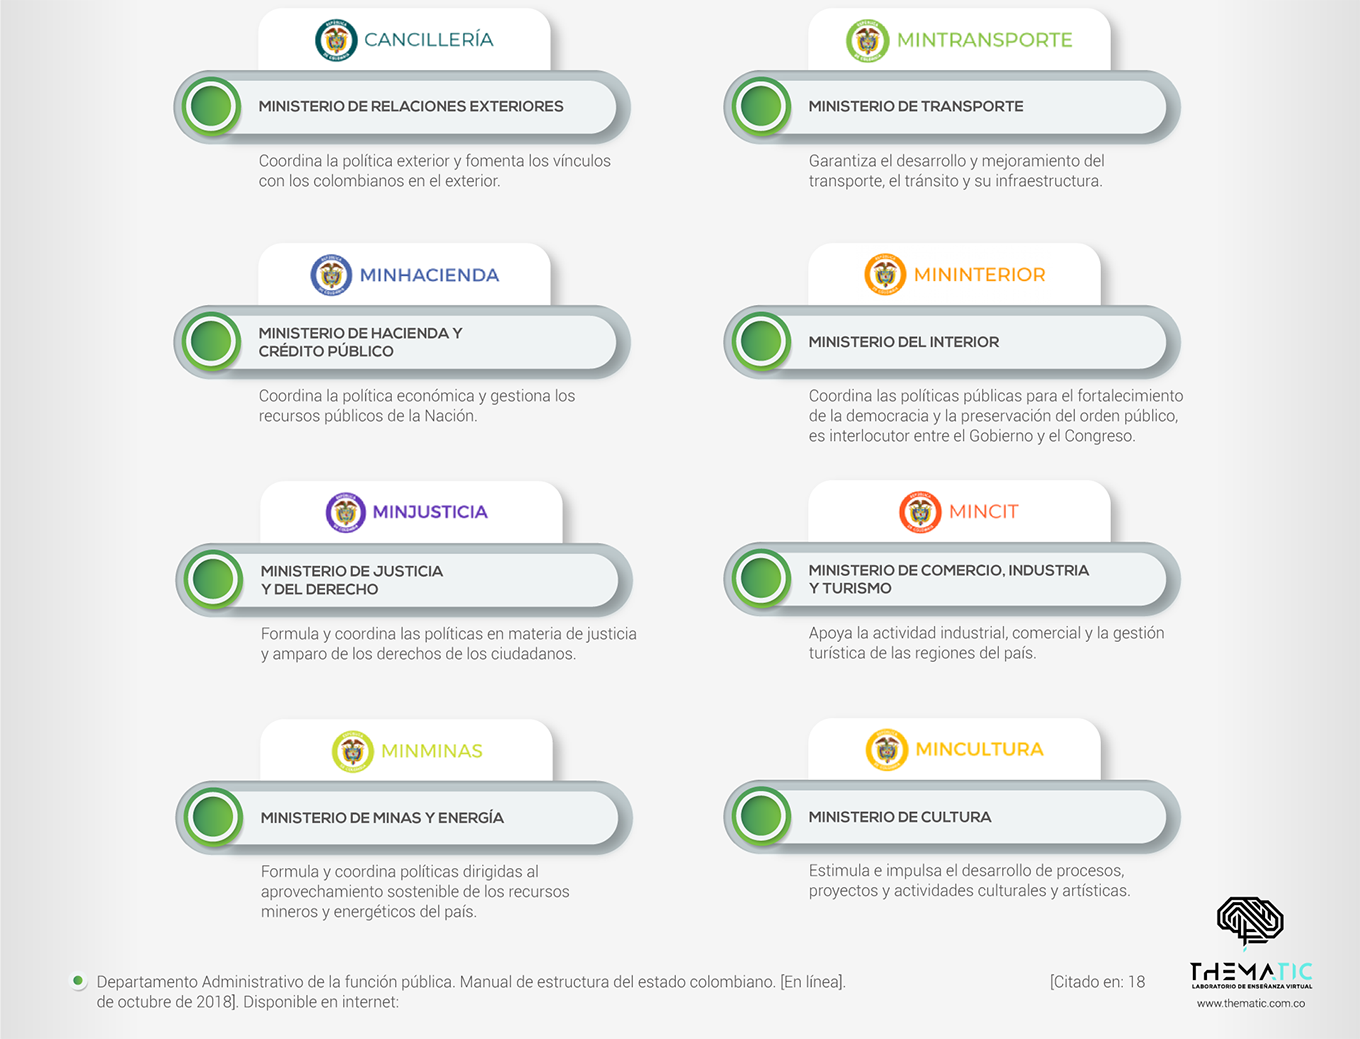 CANCILLERÍA
MINISTERIO DE RELACIONES EXTERIORES
Coordina la política exterior y fomenta los vínculos
con los colombianos en el exterior.
MINTRANSPORTE
MINISTERIO DE TRANSPORTE
Garantiza el desarrollo y mejoramiento del
transporte, el tránsito y su infraestructura.
MINHACIENDA
MINISTERIO DE HACIENDA Y
CRÉDITO PÚBLICO
Coordina la política económica y gestiona los
recursos públicos de la Nación.
MININTERIOR
MINISTERIO DEL INTERIOR
Coordina las políticas públicas para el fortalecimiento
de la democracia y la preservación del orden público,
es interlocutor entre el Gobierno y el Congreso.
MINJUSTICIA
MINISTERIO DE JUSTICIA
Y DEL DERECHO
Formula y coordina las políticas en materia de justicia
y amparo de los derechos de los ciudadanos.
MINCIT
MINISTERIO DE COMERCIO, INDUSTRIA
Y TURISMO
Apoya la actividad industrial, comercial y la gestión
turística de las regiones del país.
MINMINAS
MINISTERIO DE MINAS Y ENERGÍA
Formula y coordina políticas dirigidas al
aprovechamiento sostenible de los recursos
mineros y energéticos del país.
MINCULTURA
MINISTERIO DE CULTURA
Estimula e impulsa el desarrollo de procesos,
proyectos y actividades culturales y artísticas.
Departamento Administrativo de la función pública. Manual de estructura del estado colombiano. [En línea]. [Citado en: 18
de octubre de 2018]. Disponible en internet:
THEMATIC
LABORATORIO DE ENSEÑANZA VIRTUAL
www.thematic.com.co